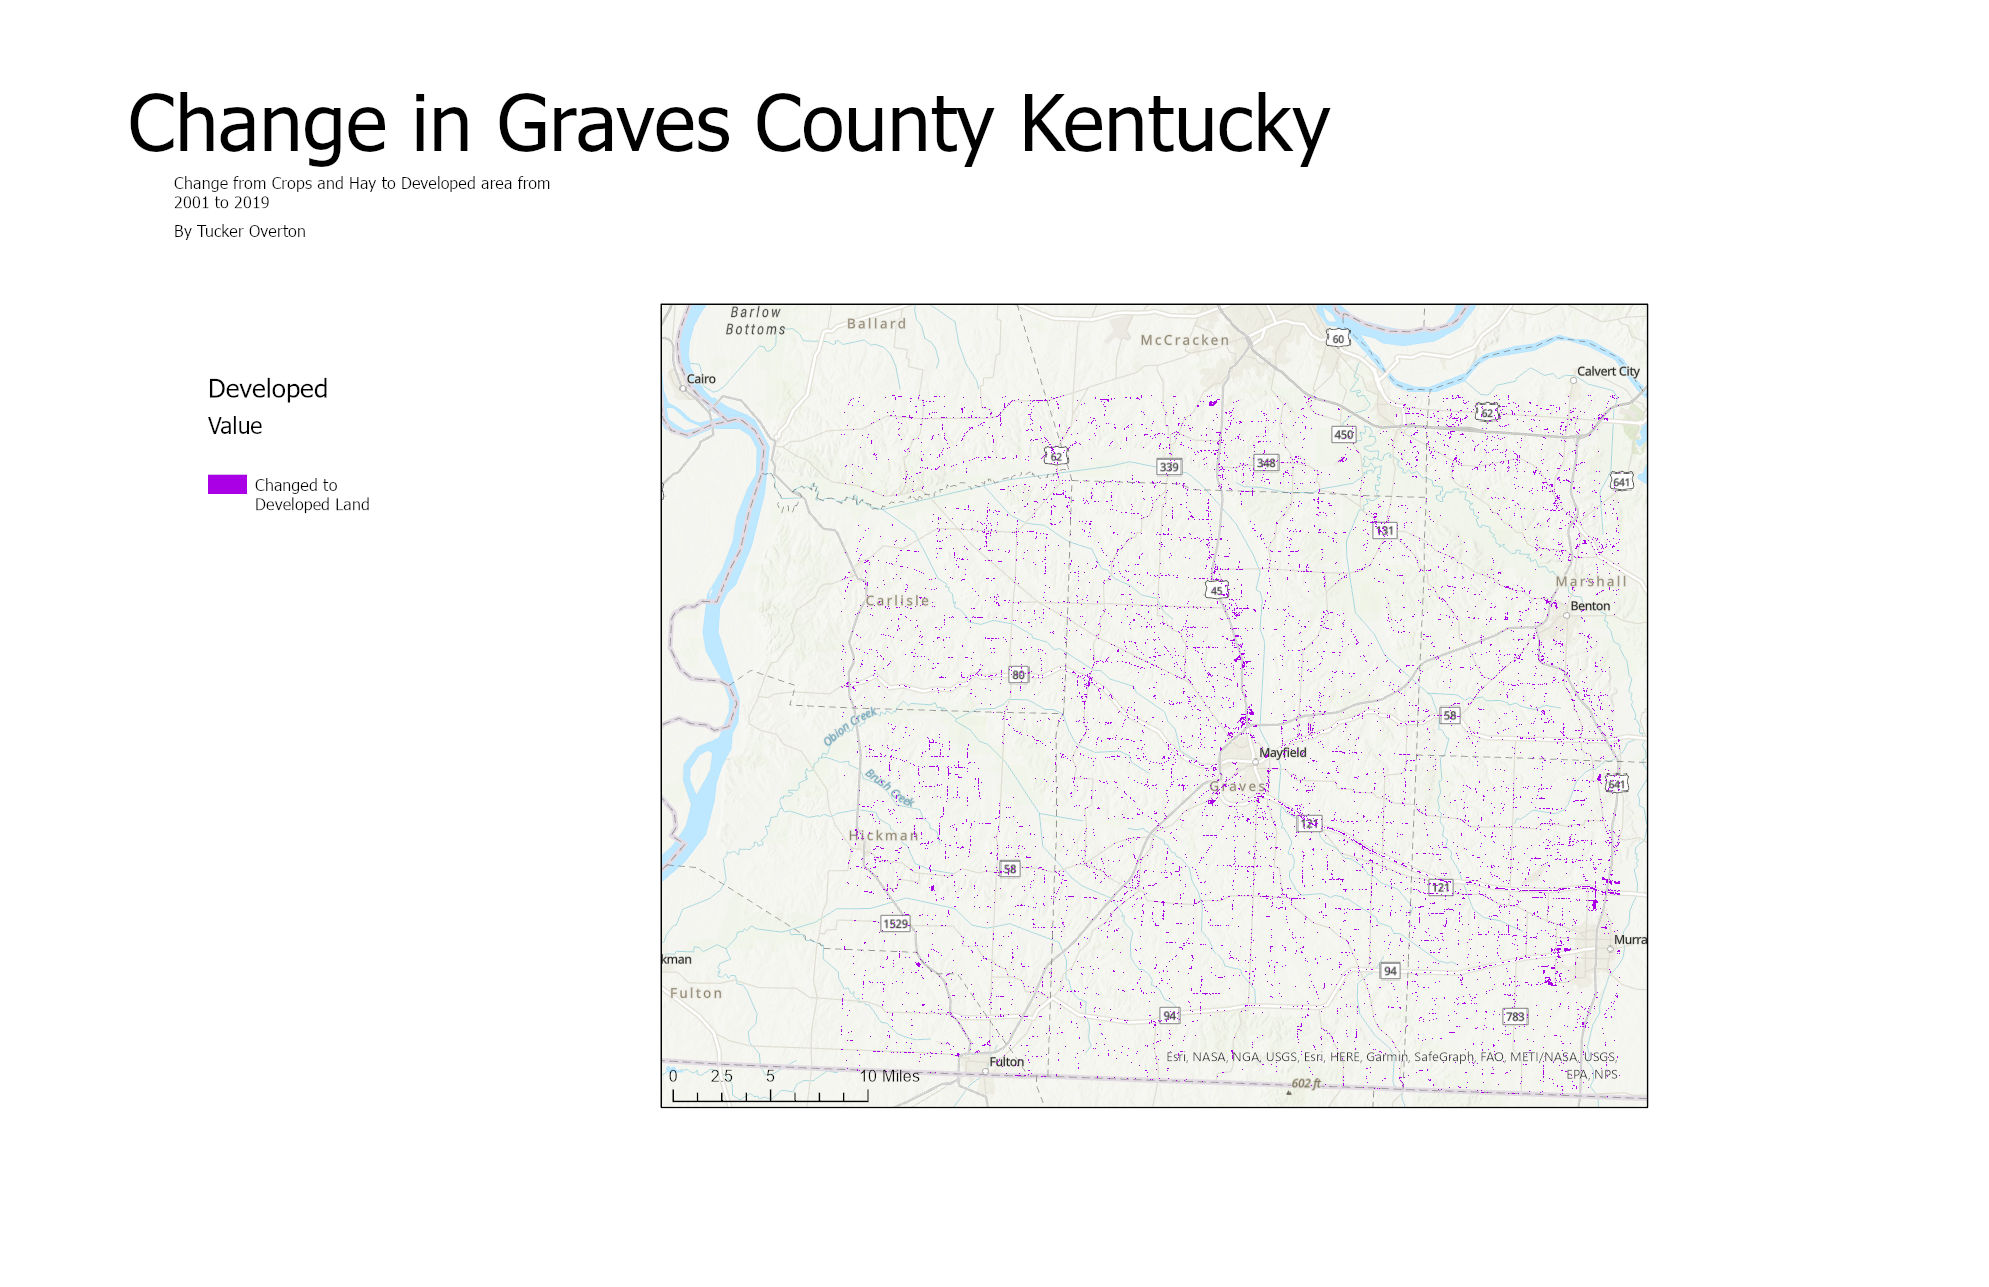 Change in Graves County Kentucky
Change from Crops and Hay to Developed area from
2001 to 2019
By Tucker Overton
Developed
Value
Changed to
Developed Land
Barlow
Bottoms
Ballard
McCracken
60
Calvert City
Cairo
62
450
62
339
348
641
131
Marshall
45
Carlisle
Benton
80
58
Obion Creek
Mayfield
Brush Creek
Graves
641
121
Hickman
58
121
1529
Murra
kman
94
Fulton
94
783
Esri, NASA, NGA, USGS, Esri, HERE, Garmin, SafeGraph, FAO, METI/NASA, USGS,
EPA, NPS
Fulton
0 2.5 5 10 Miles
602 ft